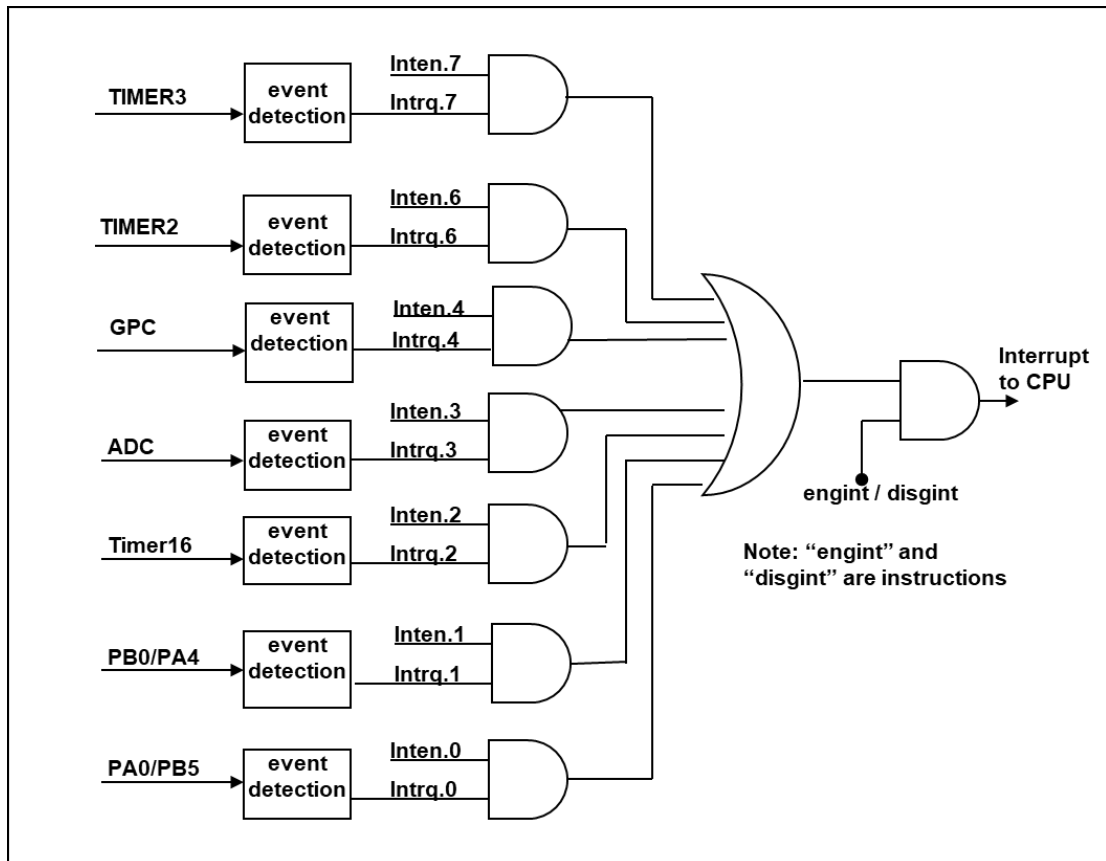 TIMER3
event
detection
Inten.7
Intrq.7
TIMER2
event
detection
Inten.6
Intrq.6
GPC
event
detection
Inten.4
Intrq.4
ADC
event
detection
Inten.3
Intrq.3
Timer16
event
detection
Inten.2
Intrq.2
PB0/PA4
event
detection
Inten.1
Intrq.1
PA0/PB5
event
detection
Inten.0
Intrq.0
Interrupt
to CPU
engint / disgint
Note: “engint” and
“disgint” are instructions